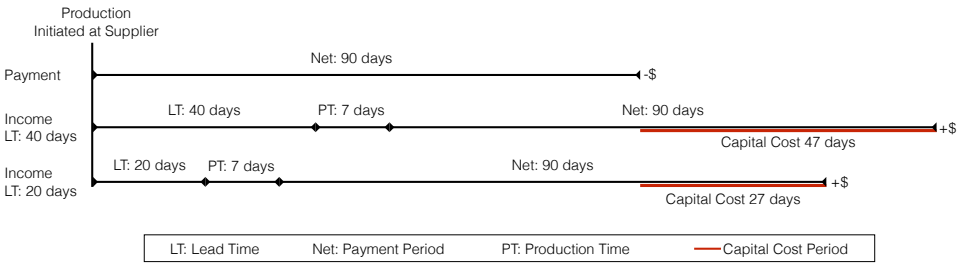 Production
Initiated at Supplier
Net: 90 days
Payment
-$
LT: 40 days
PT: 7 days
Net: 90 days
Income
LT: 40 days
+$
Capital Cost 47 days
LT: 20 days
PT: 7 days
Net: 90 days
Income
LT: 20 days
+$
Capital Cost 27 days
LT: Lead Time
Net: Payment Period
PT: Production Time
Capital Cost Period